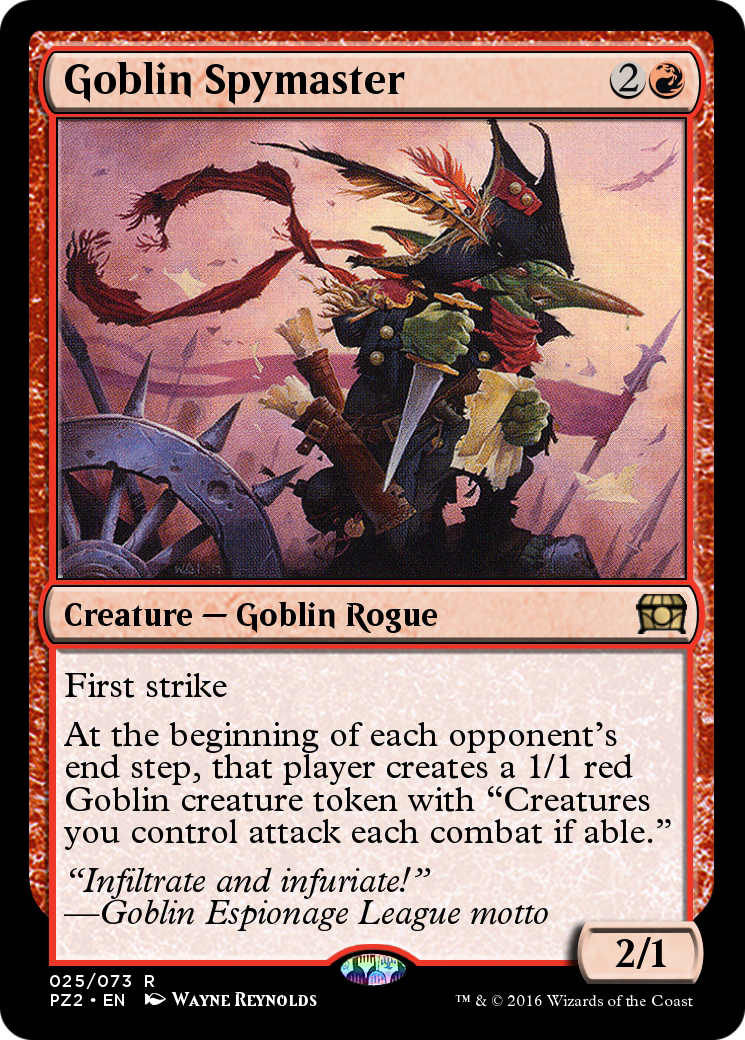 Goblin Spymaster 2
Creature — Goblin Rogue
First strike
At the beginning of each opponent's
end step, that player creates a 1/1 red
Goblin creature token with “Creatures
you control attack each combat if able.”
“Infiltrate and infuriate!”
—Goblin Espionage League motto
2/1
025/073 R
PZ2 • EN Wayne Reynolds
™ & © 2016 Wizards of the Coast